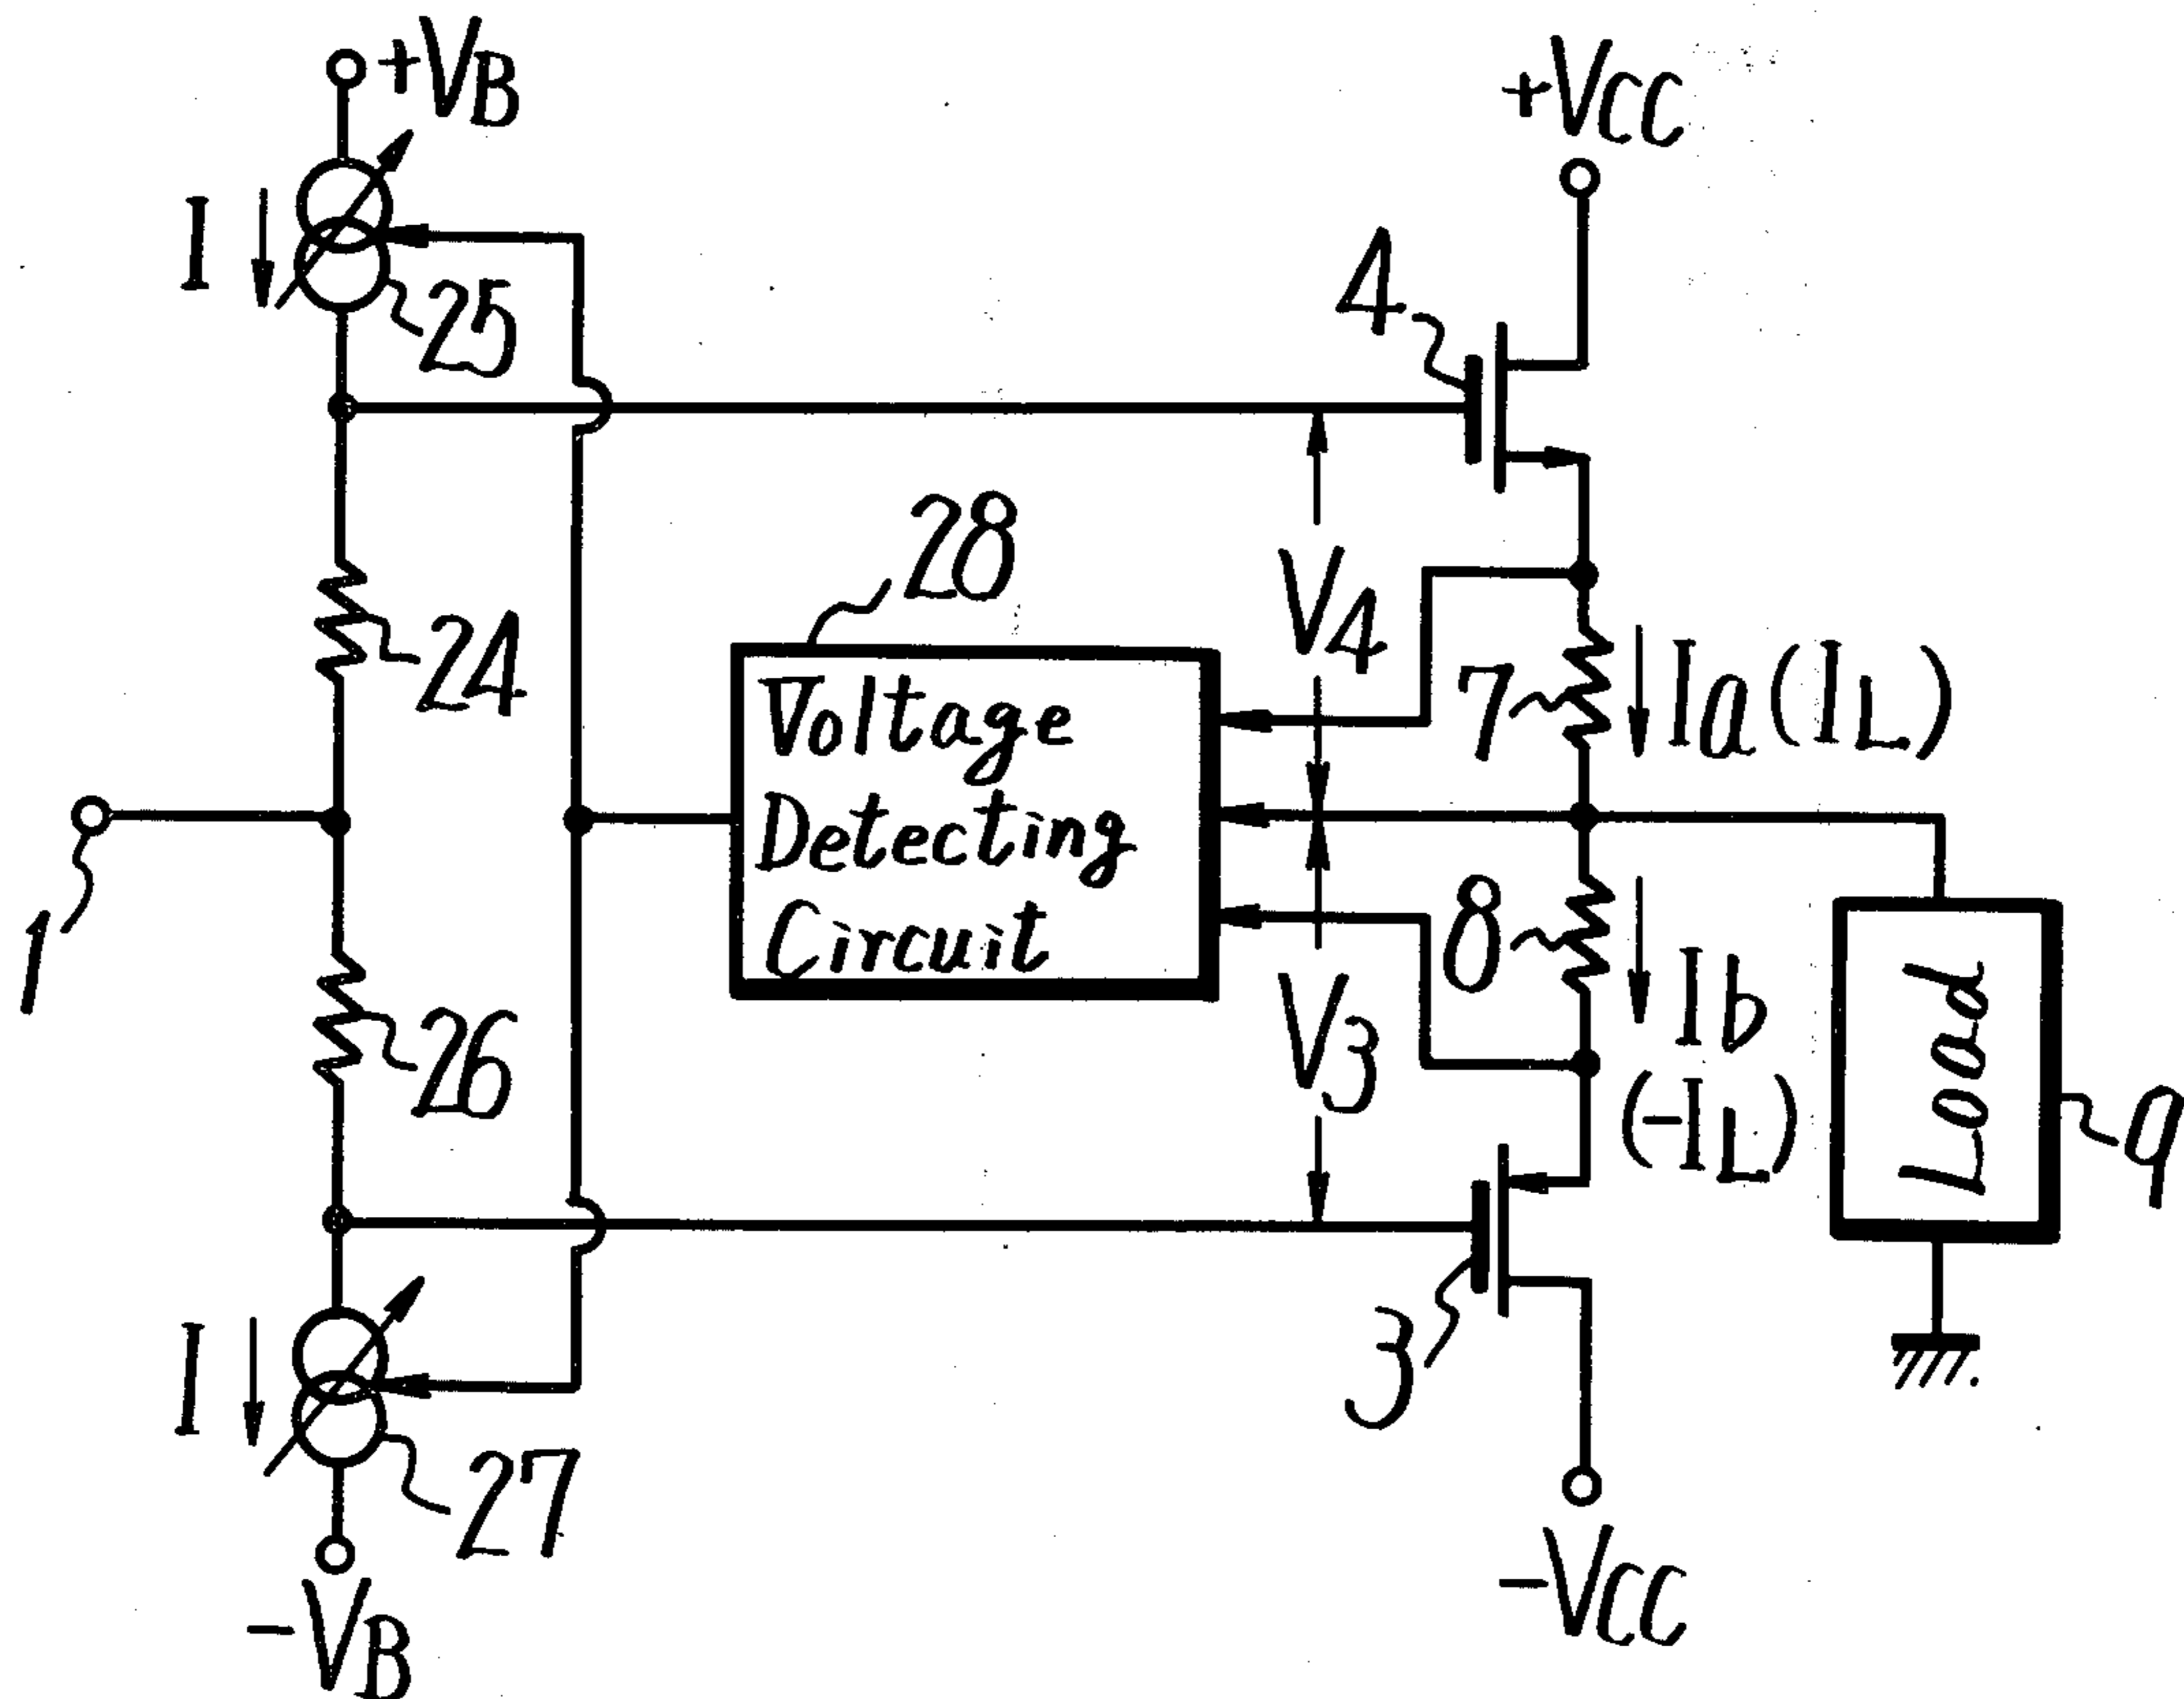 +VB
+VCC
I
25
4
28
V4
24
7
Ia(IL)
Voltage
Detecting
Circuit
1
8
Ib
(-IL)
V3
26
Load
9
3
I
27
-VB
-VCC